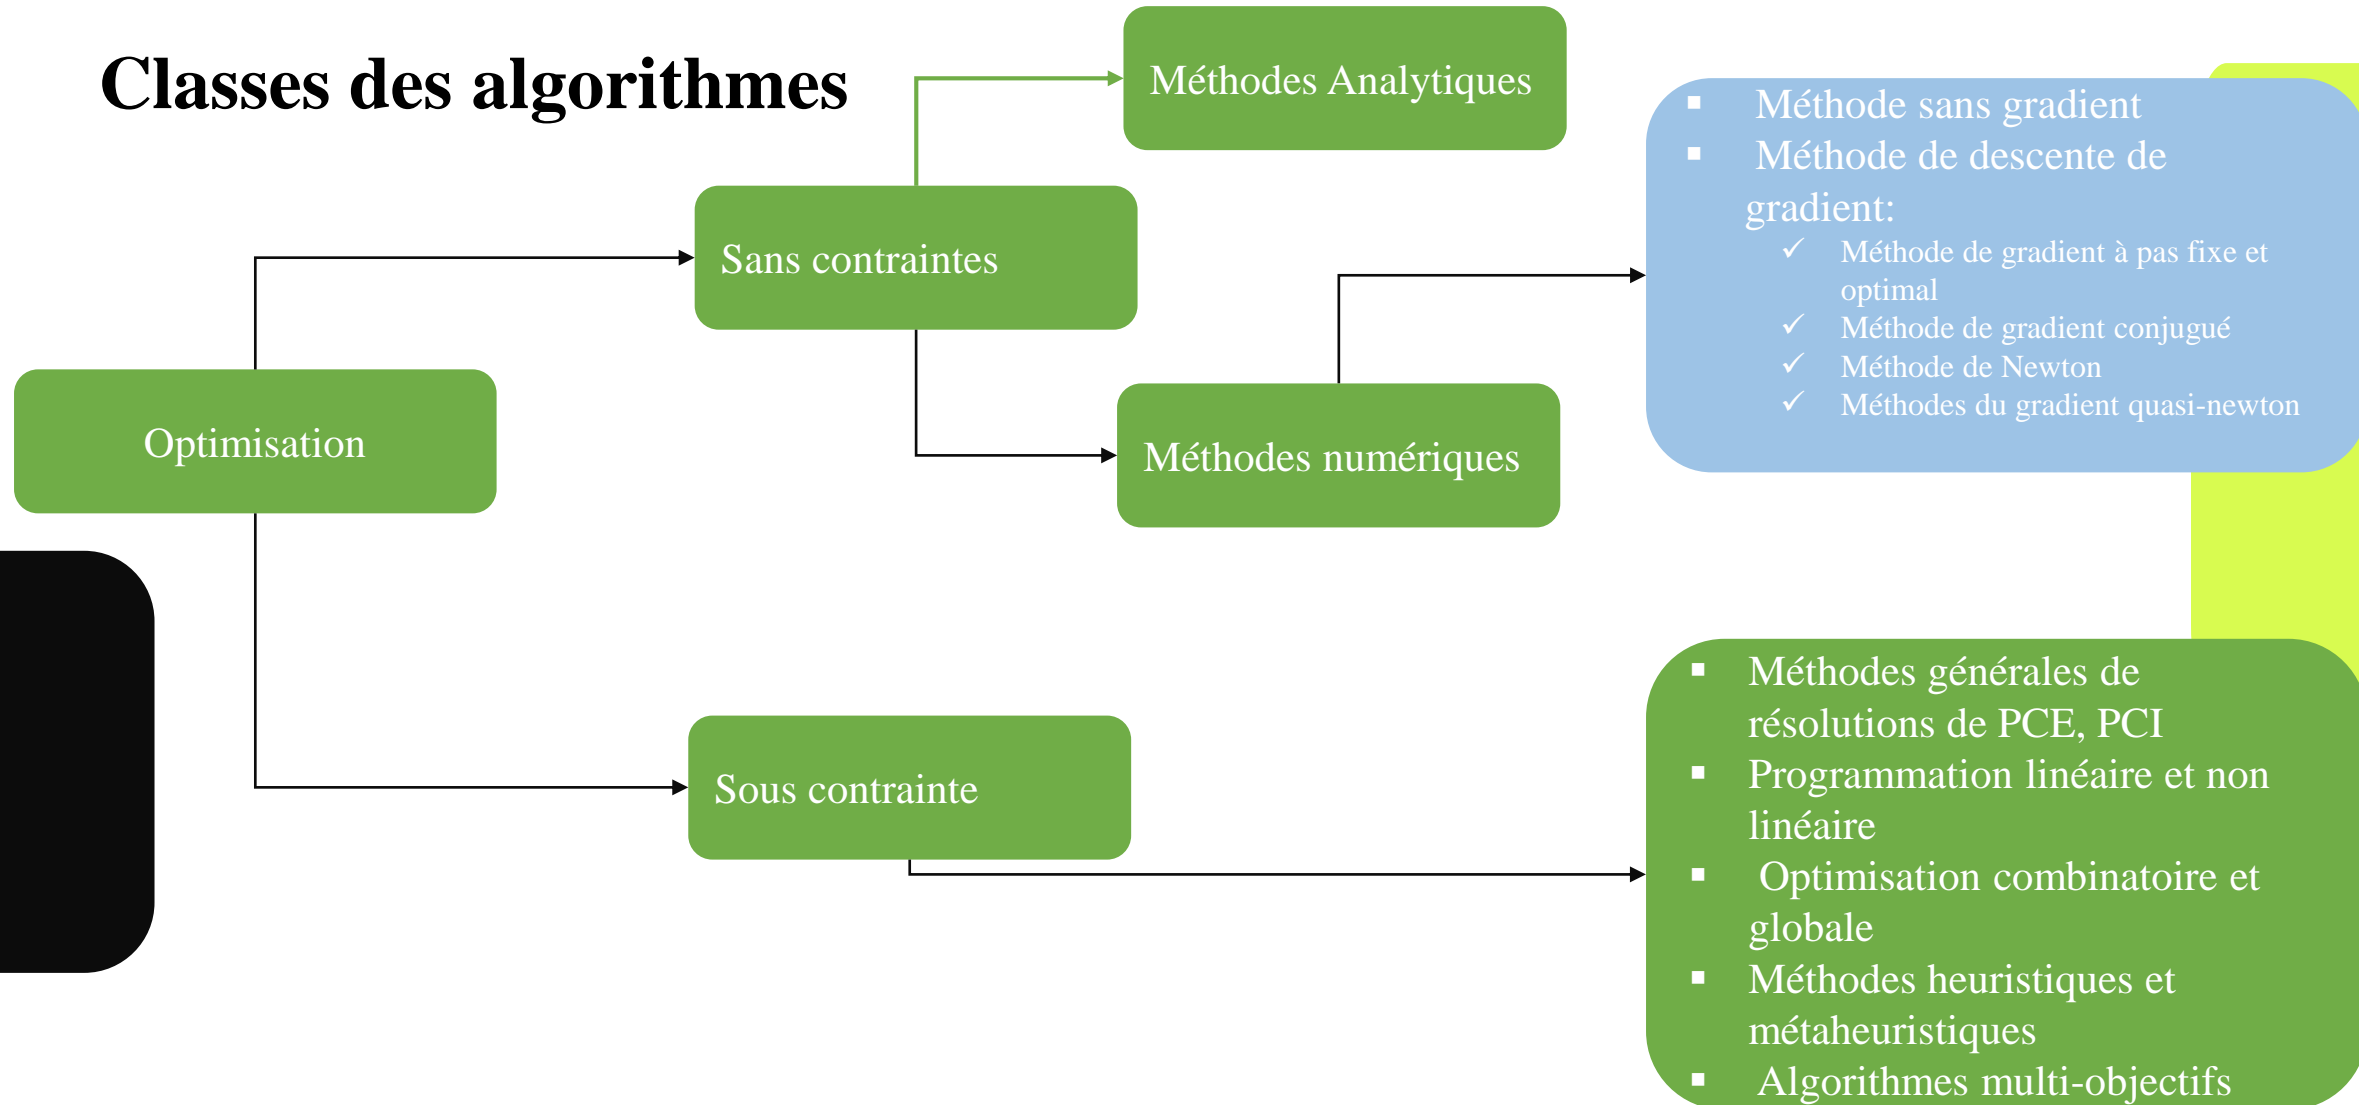 Classes des algorithmes
Méthodes Analytiques
Sans contraintes
Optimisation
Méthodes numériques
▪ Méthode sans gradient
▪ Méthode de descente de
gradient:
✓ Méthode de gradient à pas fixe et
optimal
✓ Méthode de gradient conjugué
✓ Méthode de Newton
✓ Méthodes du gradient quasi-newton
Sous contrainte
▪ Méthodes générales de
résolutions de PCE, PCI
▪ Programmation linéaire et non
linéaire
▪ Optimisation combinatoire et
globale
▪ Méthodes heuristiques et
métaheuristiques
▪ Algorithmes multi-objectifs